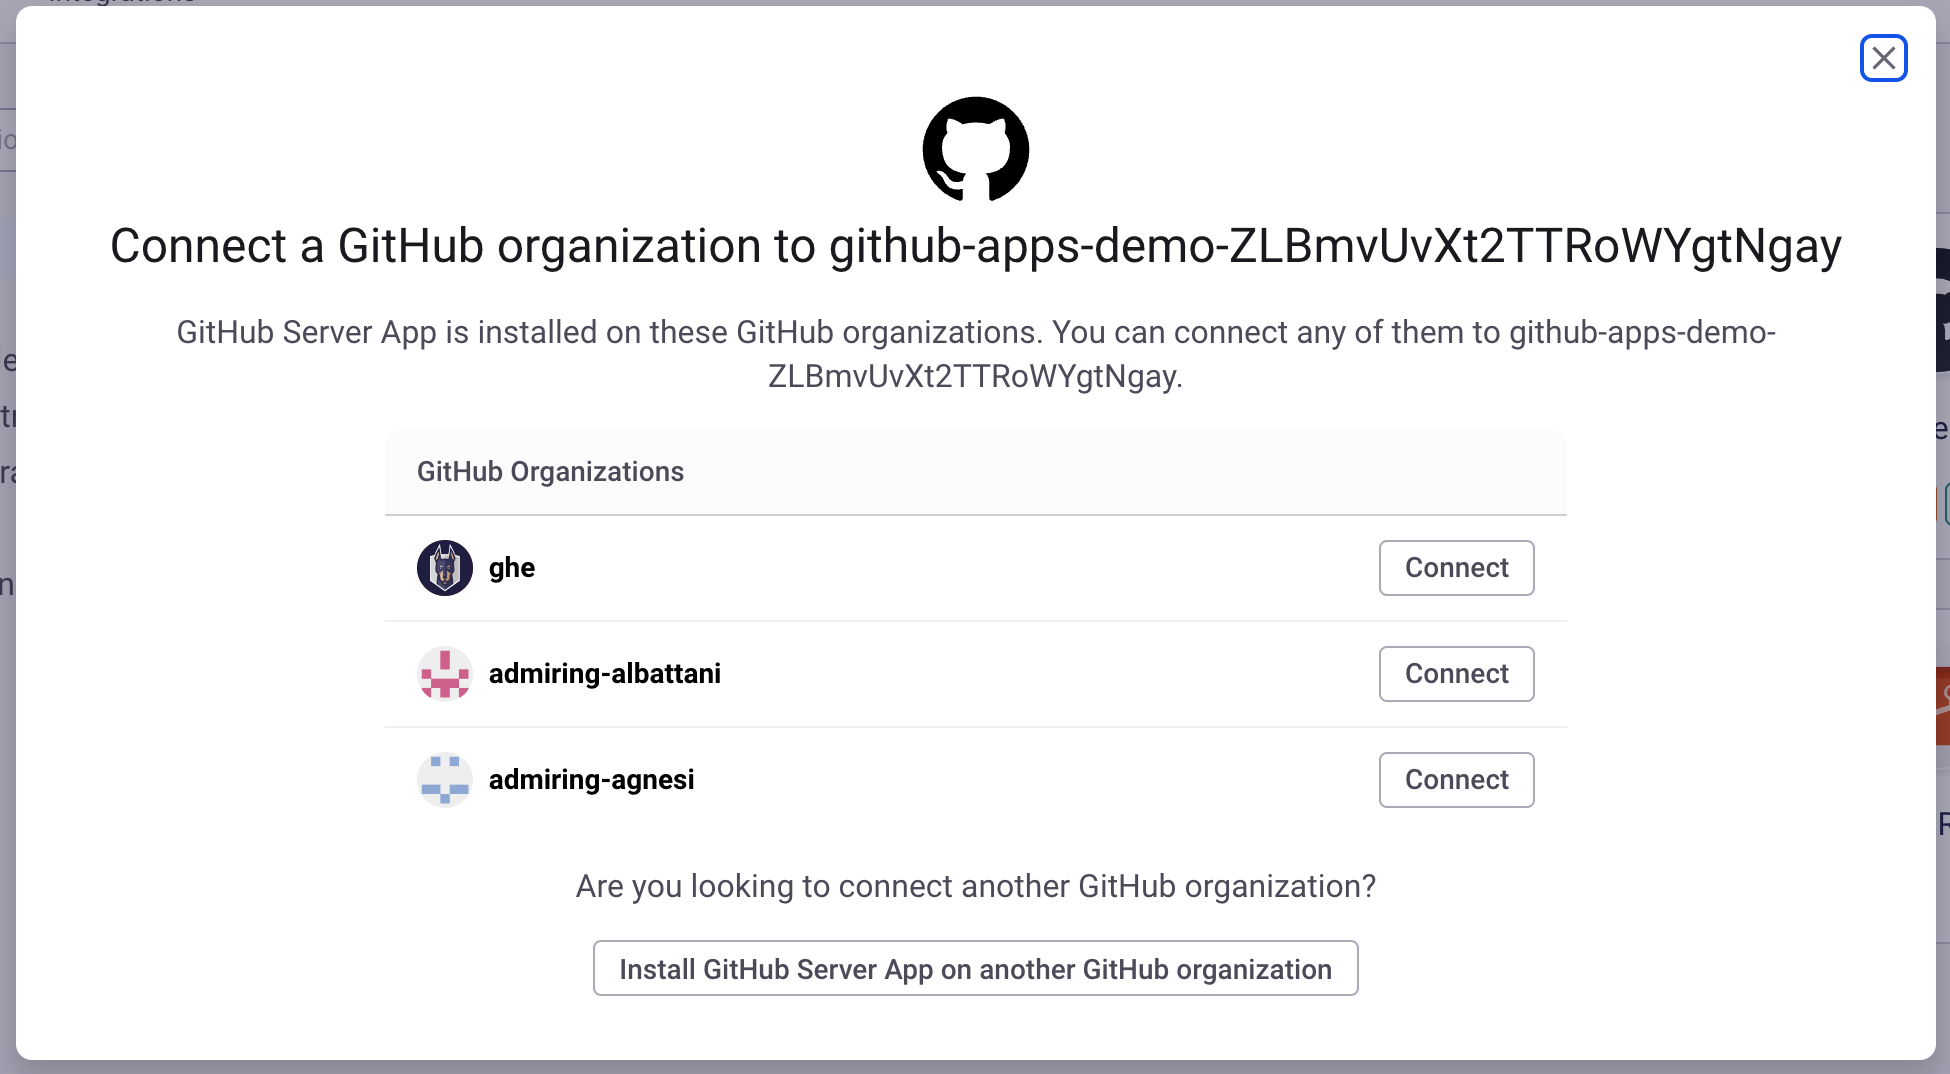 Connect a GitHub organization to github-apps-demo-ZLBmvUvXt2TTRoWYgtNgay
GitHub Server App is installed on these GitHub organizations. You can connect any of them to github-apps-demo-
ZLBmvUvXt2TTRoWYgtNgay.
GitHub Organizations
ghe
Connect
admiring-albattani
Connect
admiring-agnesi
Connect
Are you looking to connect another GitHub organization?
Install GitHub Server App on another GitHub organization